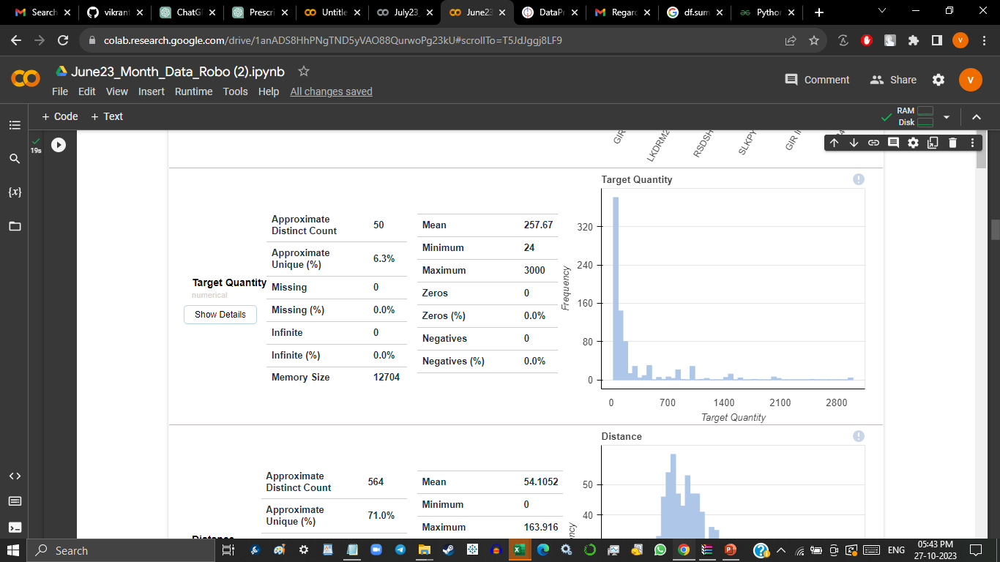 Search
vikrant
ChatGI
Prescri
Untitle
July23_
June23
DataPr
Regard
df.sum
Python
colab.research.google.com/drive/1anADS8HhPNgTND5yVAO88QurwoPg23kU#scrollTo=T5JdJggj8LF9
V
CO
June23_Month_Data_Robo (2).ipynb
Comment
Share
V
File Edit View Insert Runtime Tools Help All changes saved
+ Code + Text
RAM
Disk
19s
{x}
GIR
LKDRM2
RSDSH
SLKPY
GIR I
Target Quantity
numerical
Show Details
Approximate
Distinct Count 50
Approximate
Unique (%) 6.3%
Missing 0
Missing (%) 0.0%
Infinite 0
Infinite (%) 0.0%
Memory Size 12704
Mean 257.67
Minimum 24
Maximum 3000
Zeros 0
Zeros (%) 0.0%
Negatives 0
Negatives (%) 0.0%
Target Quantity
Frequency
320
240
160
80
0
0 700 1400 2100 2800
Target Quantity
Distance
Approximate
Distinct Count 564
Approximate
Unique (%) 71.0%
Mean 54.1052
Minimum 0
Maximum 163.916
Distance
50
40
Search
ENG
05:43 PM
27-10-2023